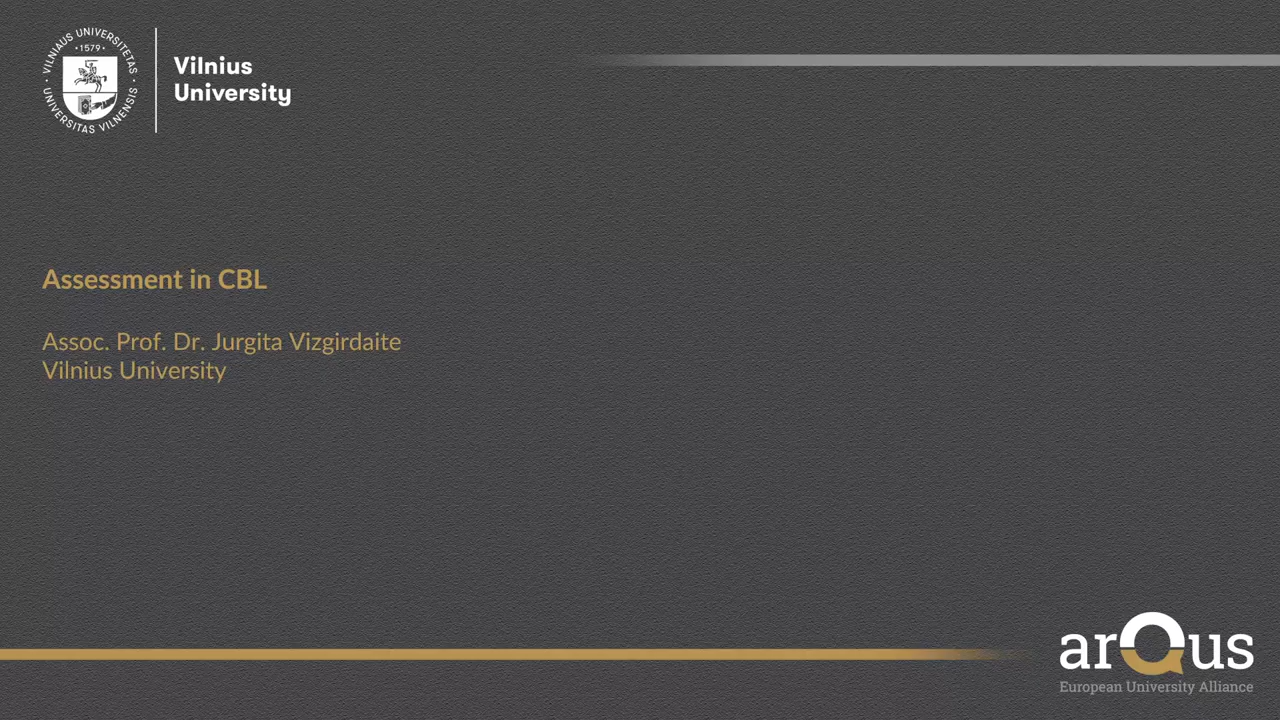 VILNIAUS UNIVERSITETAS
· 1579 ·
UNIVERSITAS VILNENSIS
Vilnius
University
Assessment in CBL
Assoc. Prof. Dr. Jurgita Vizgirdaite
Vilnius University
arQus
European University Alliance